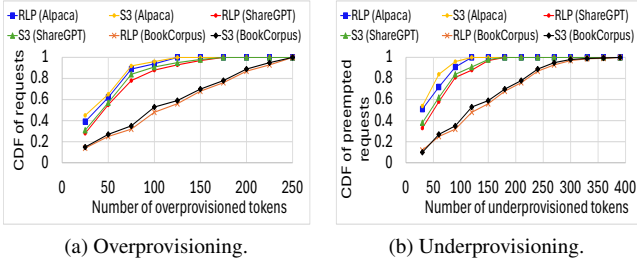 RLP (Alpaca) S3 (Alpaca) RLP (ShareGPT)
S3 (ShareGPT) RLP (BookCorpus) S3 (BookCorpus)
CDF of requests
1
0.8
0.6
0.4
0.2
0
0 50 100 150 200 250
Number of overprovisioned tokens
(a) Overprovisioning.
RLP (Alpaca) S3 (Alpaca) RLP (ShareGPT)
S3 (ShareGPT) RLP (BookCorpus) S3 (BookCorpus)
CDF of preempted
requests
1
0.8
0.6
0.4
0.2
0
0 50 100 150 200 250 300 350 400
Number of underprovisioned tokens
(b) Underprovisioning.